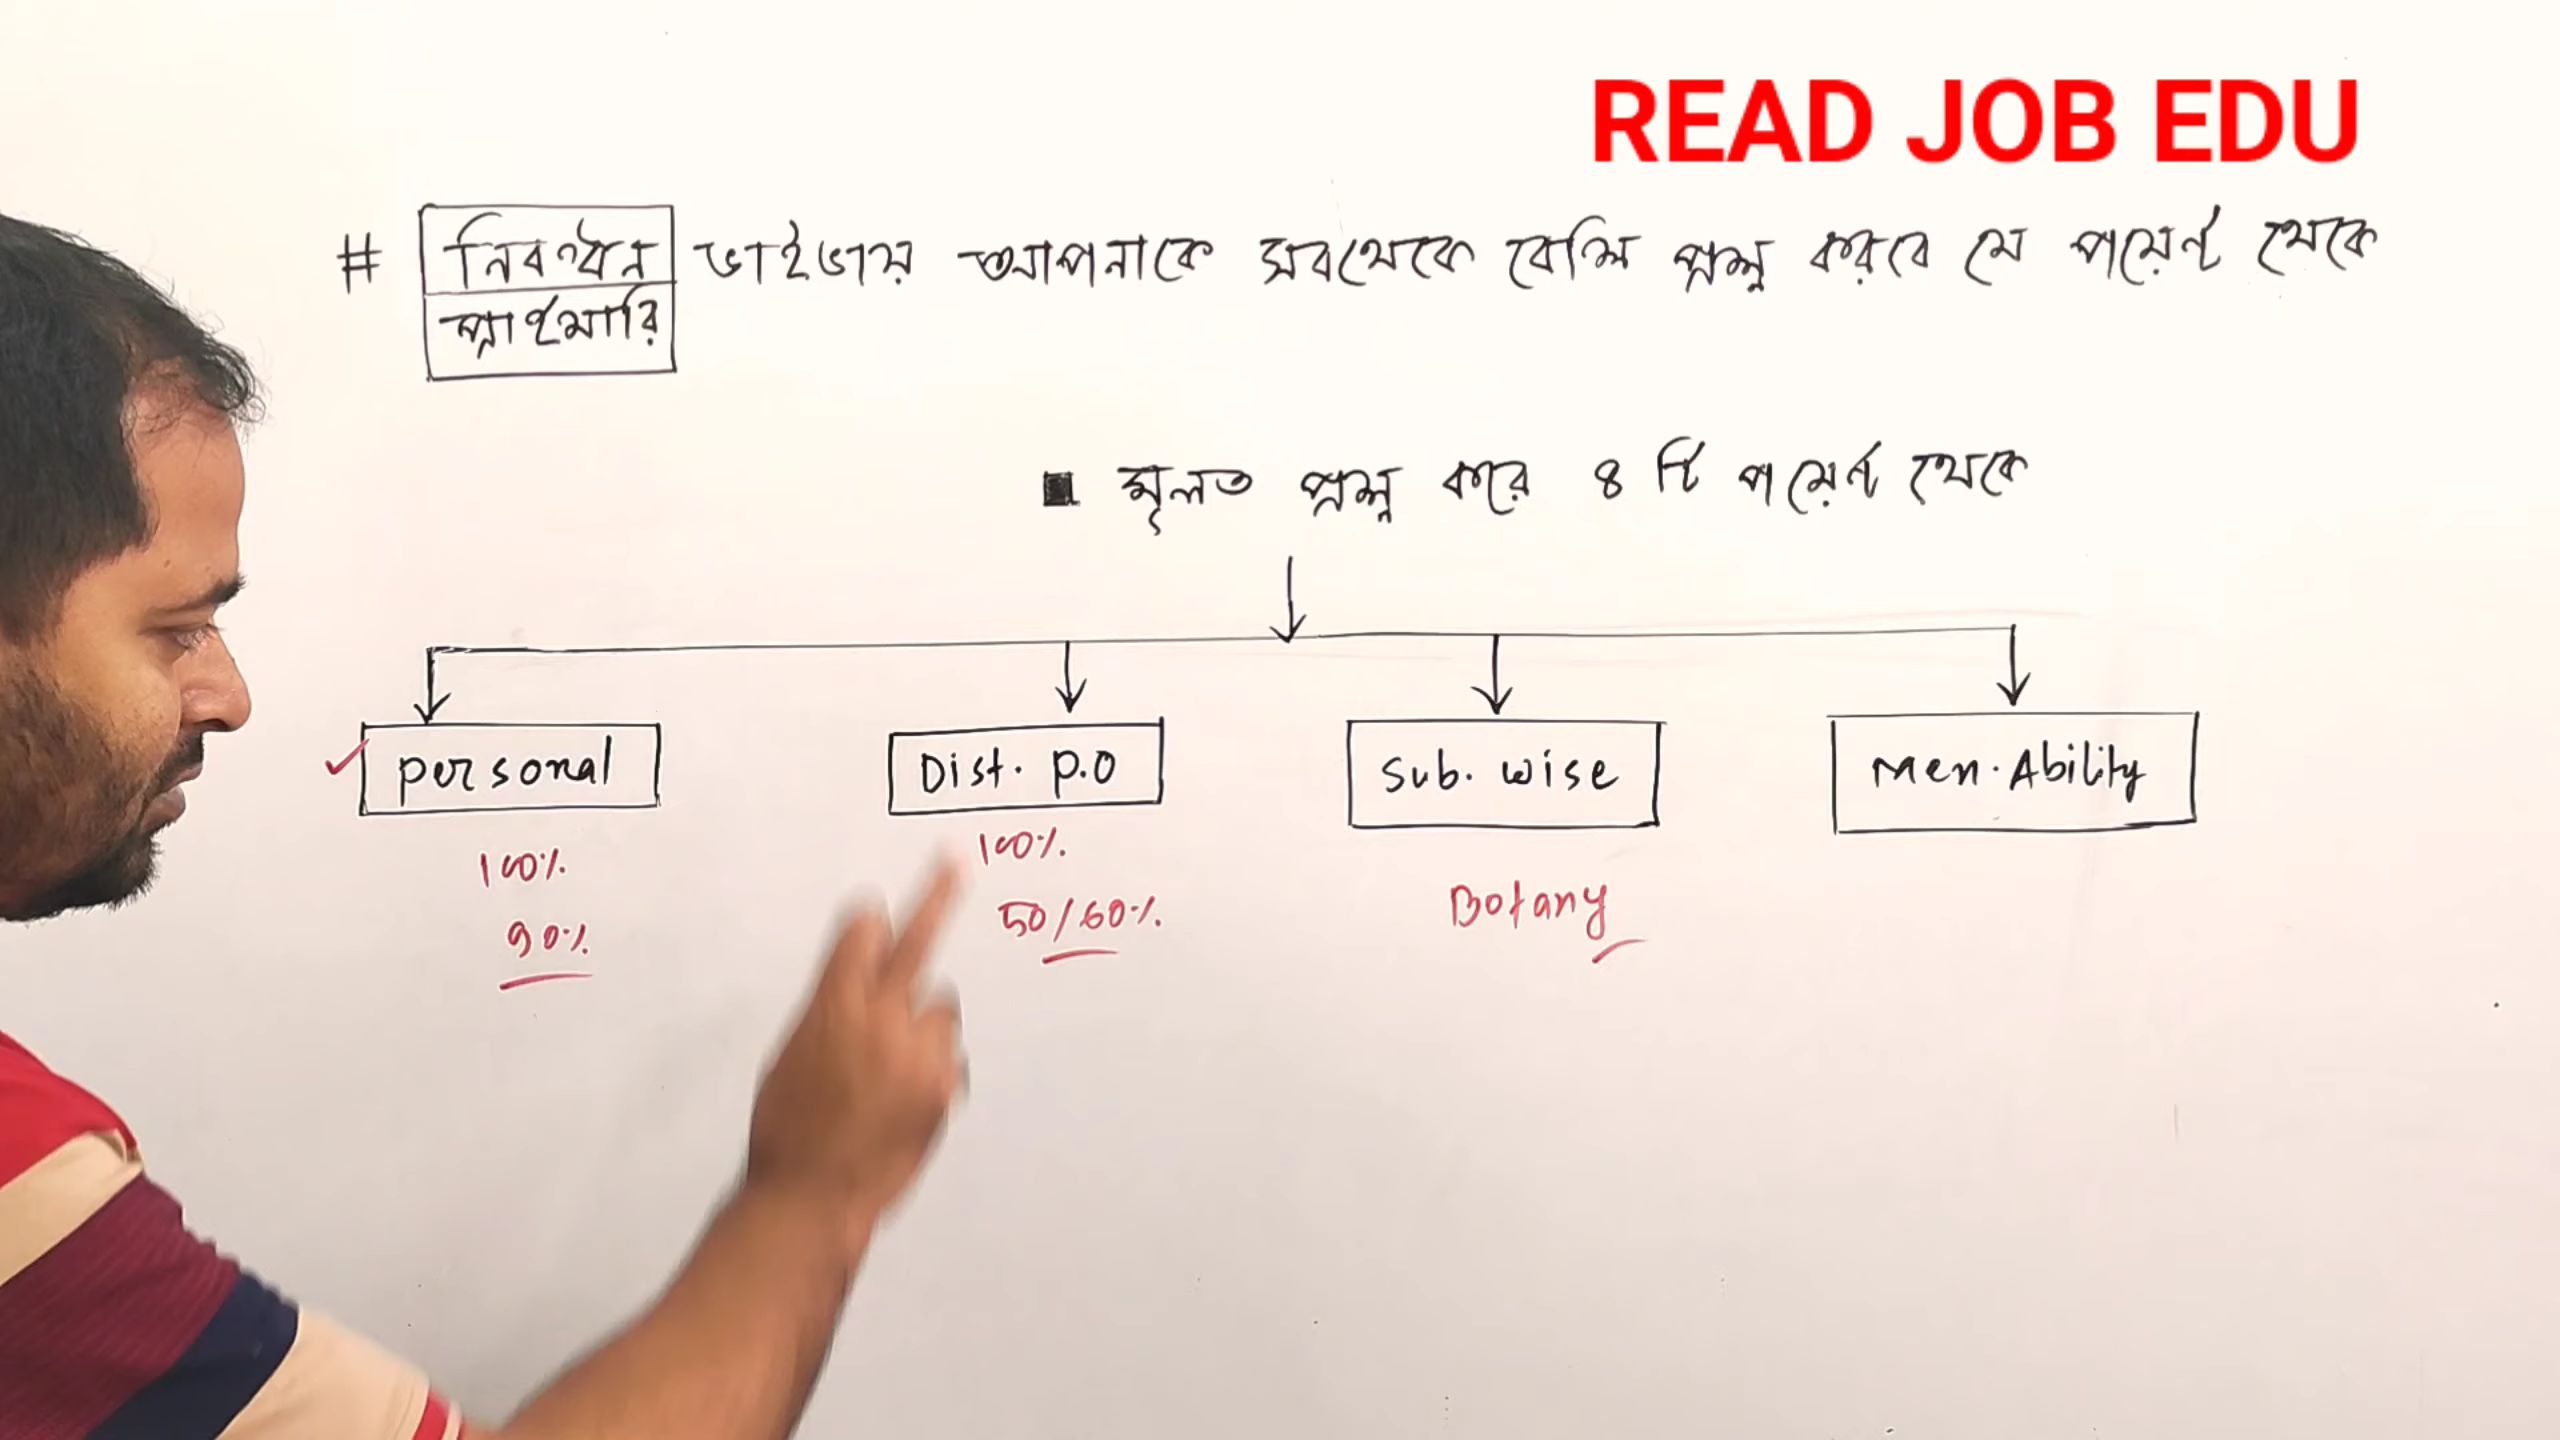 READ JOB EDU
# নিবন্ধন ভাইভায় আপনাকে সবথেকে বেশি প্রশ্ন করবে যে পয়েন্ট থেকে
প্রাইমারি
■ মূলত প্রশ্ন করে ৪ টি পয়েন্ট থেকে
Personal Dist. P.O Sub. wise Men. Ability
100% 100%
90% 50/60% Botany